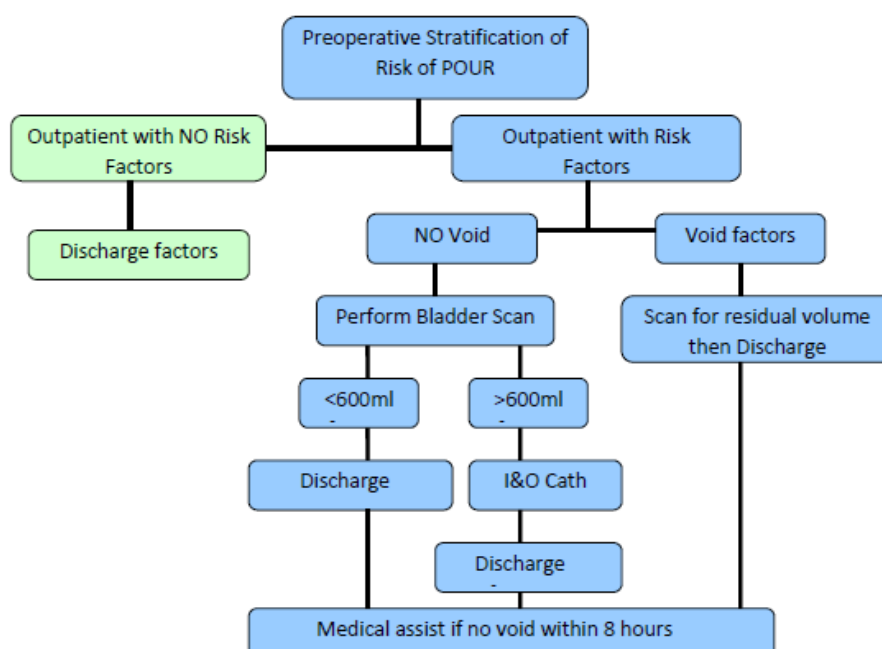 Preoperative Stratification of
Risk of POUR
Outpatient with NO Risk
Factors
Outpatient with Risk
Factors
Discharge factors
NO Void
Void factors
Perform Bladder Scan
Scan for residual volume
then Discharge
<600ml
>600ml
Discharge
I&O Cath
Discharge
Medical assist if no void within 8 hours